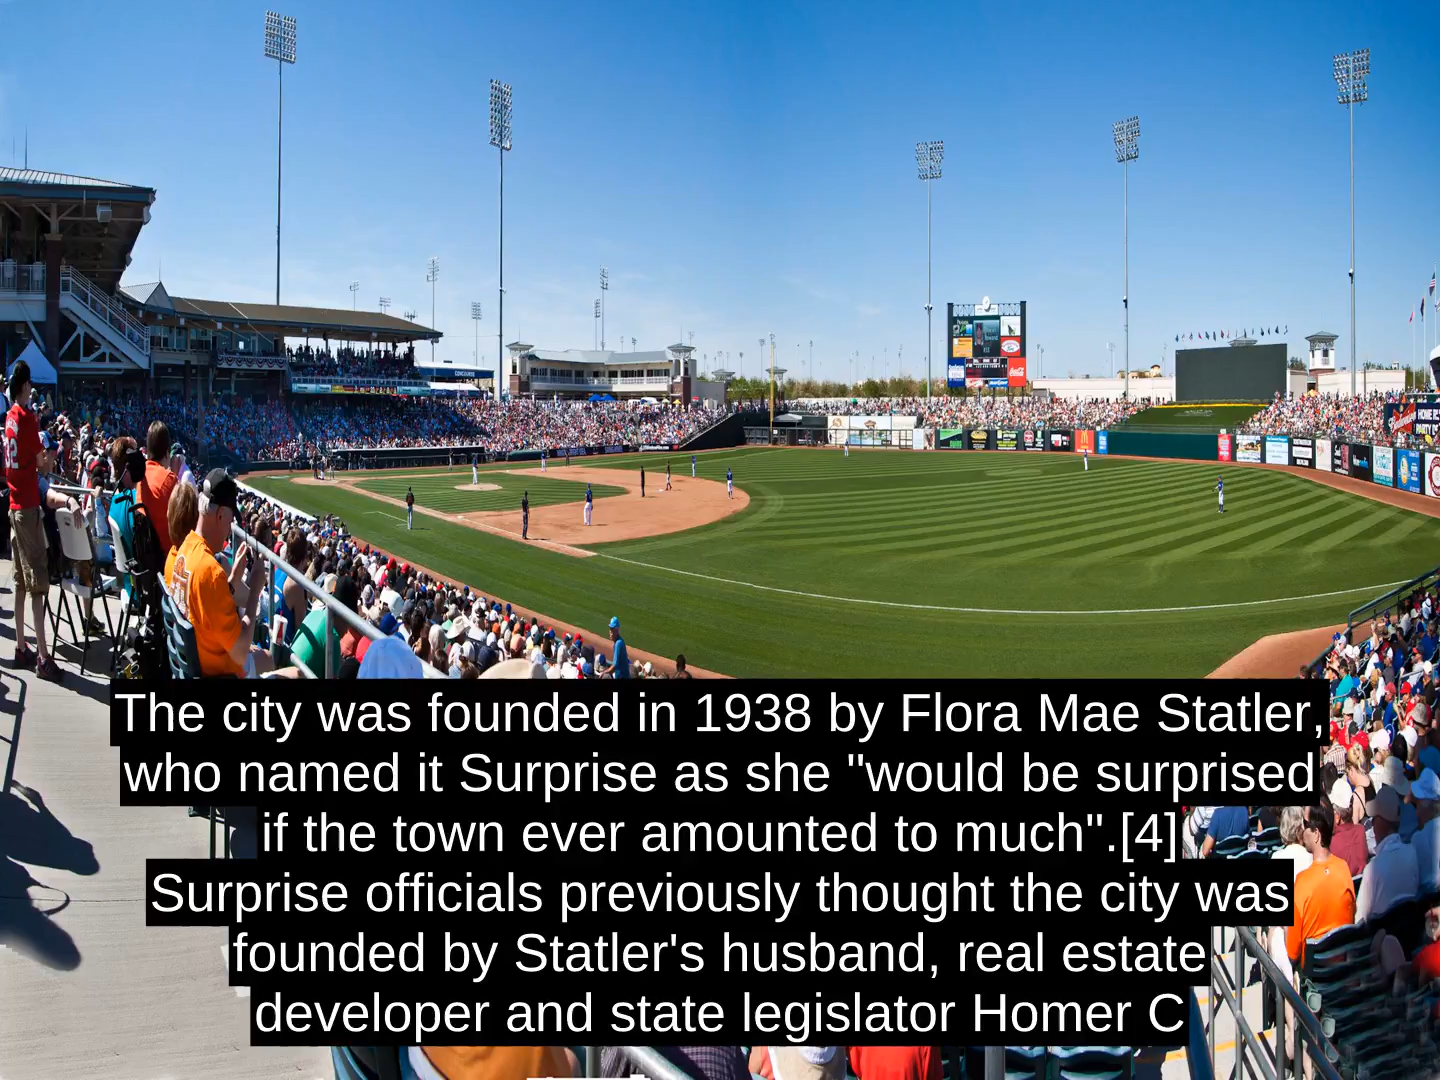 The city was founded in 1938 by Flora Mae Statler,
who named it Surprise as she "would be surprised
if the town ever amounted to much".[4]
Surprise officials previously thought the city was
founded by Statler's husband, real estate
developer and state legislator Homer C